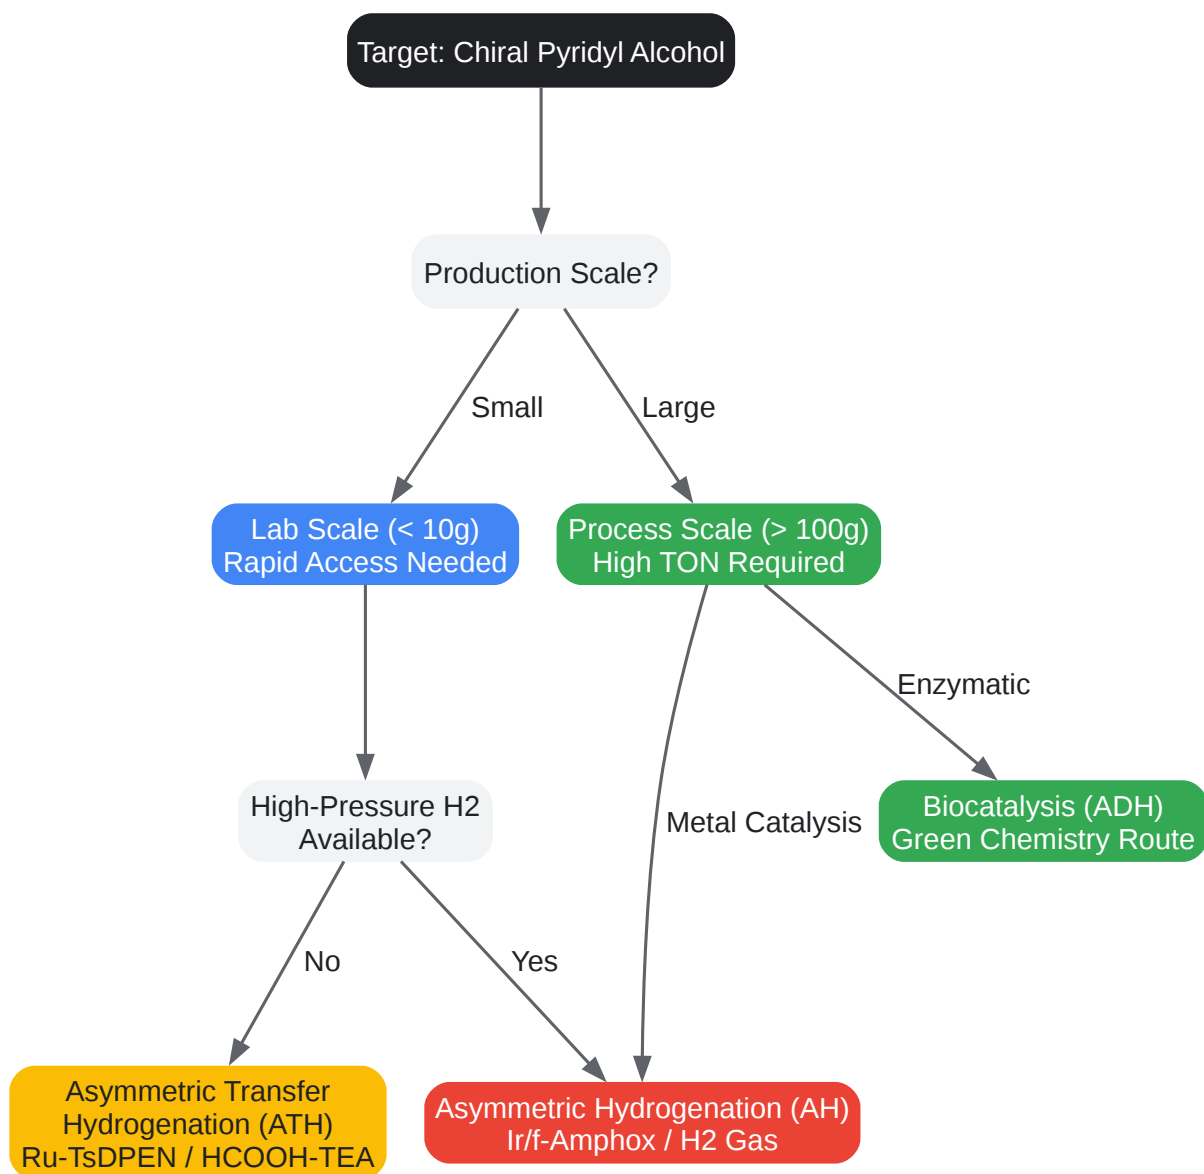 Target: Chiral Pyridyl Alcohol
Production Scale?
Small
Large
Lab Scale (< 10g)
Rapid Access Needed
Process Scale (> 100g)
High TON Required
Enzymatic
High-Pressure H2
Available?
Metal Catalysis
Biocatalysis (ADH)
Green Chemistry Route
No
Yes
Asymmetric Transfer
Hydrogenation (ATH)
Ru-TsDPEN / HCOOH-TEA
Asymmetric Hydrogenation (AH)
Ir/f-Amphox / H2 Gas